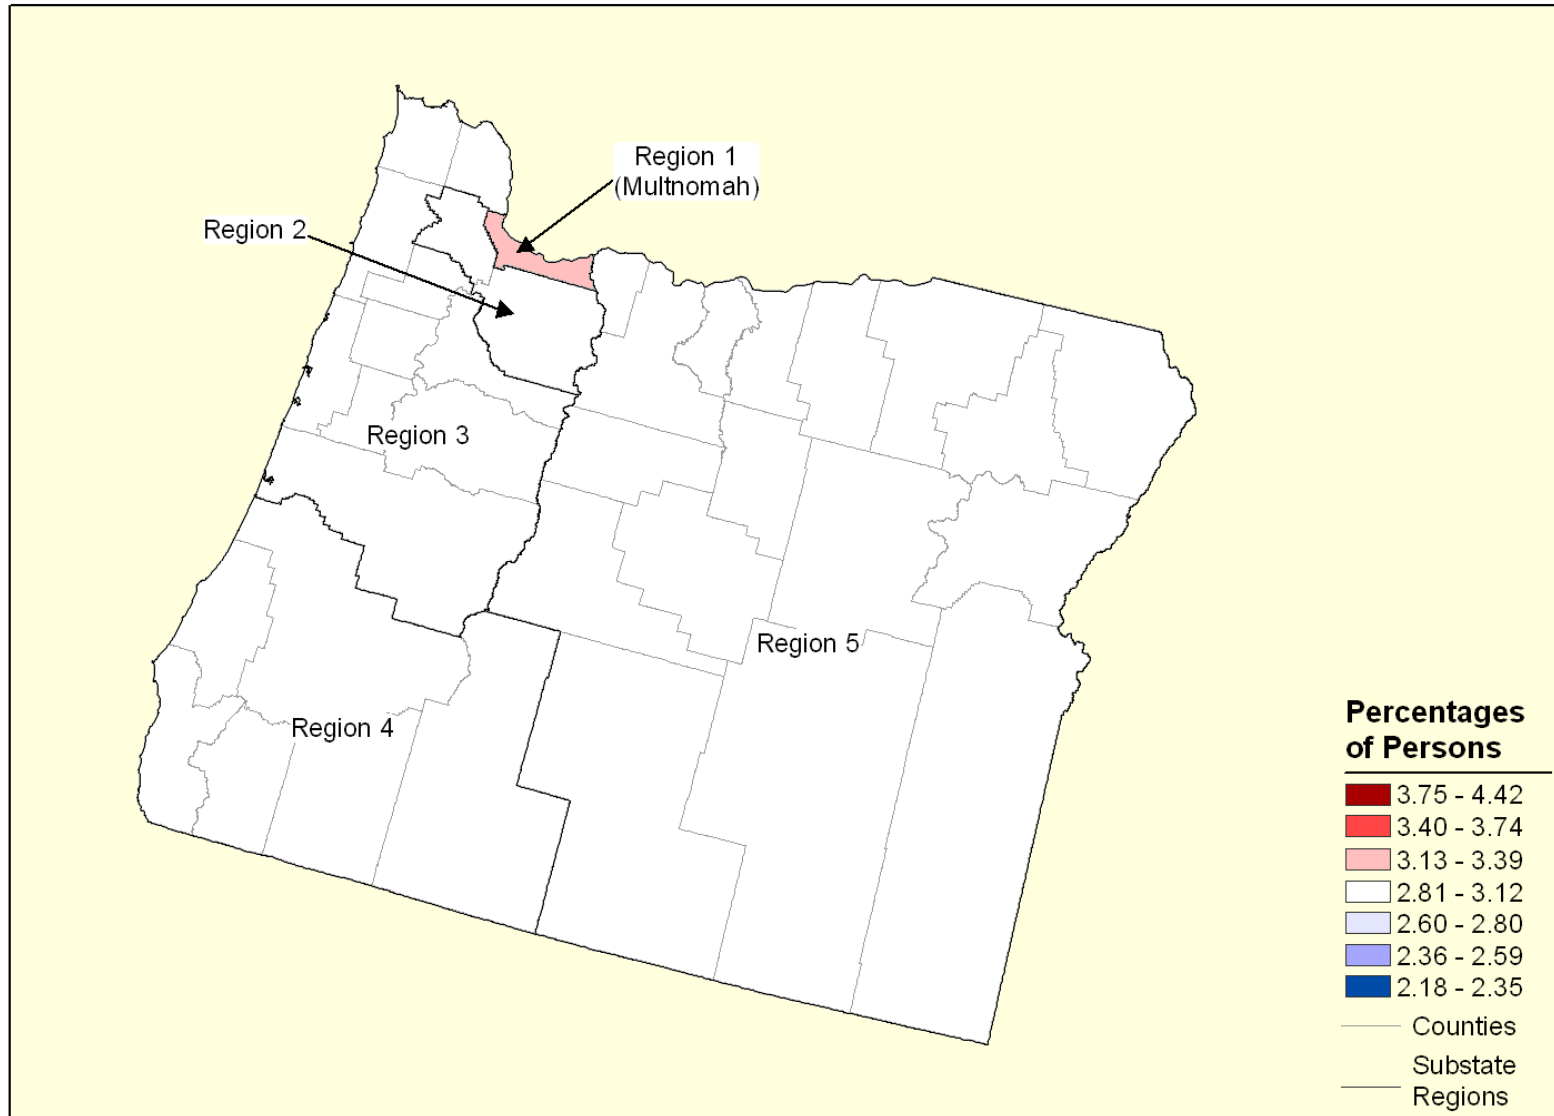 Region 1
(Multnomah)
Region 2
Region 3
Region 5
Region 4
Percentages
of Persons
3.75 - 4.42
3.40 - 3.74
3.13 - 3.39
2.81 - 3.12
2.60 - 2.80
2.36 - 2.59
2.18 - 2.35
Counties
Substate
Regions